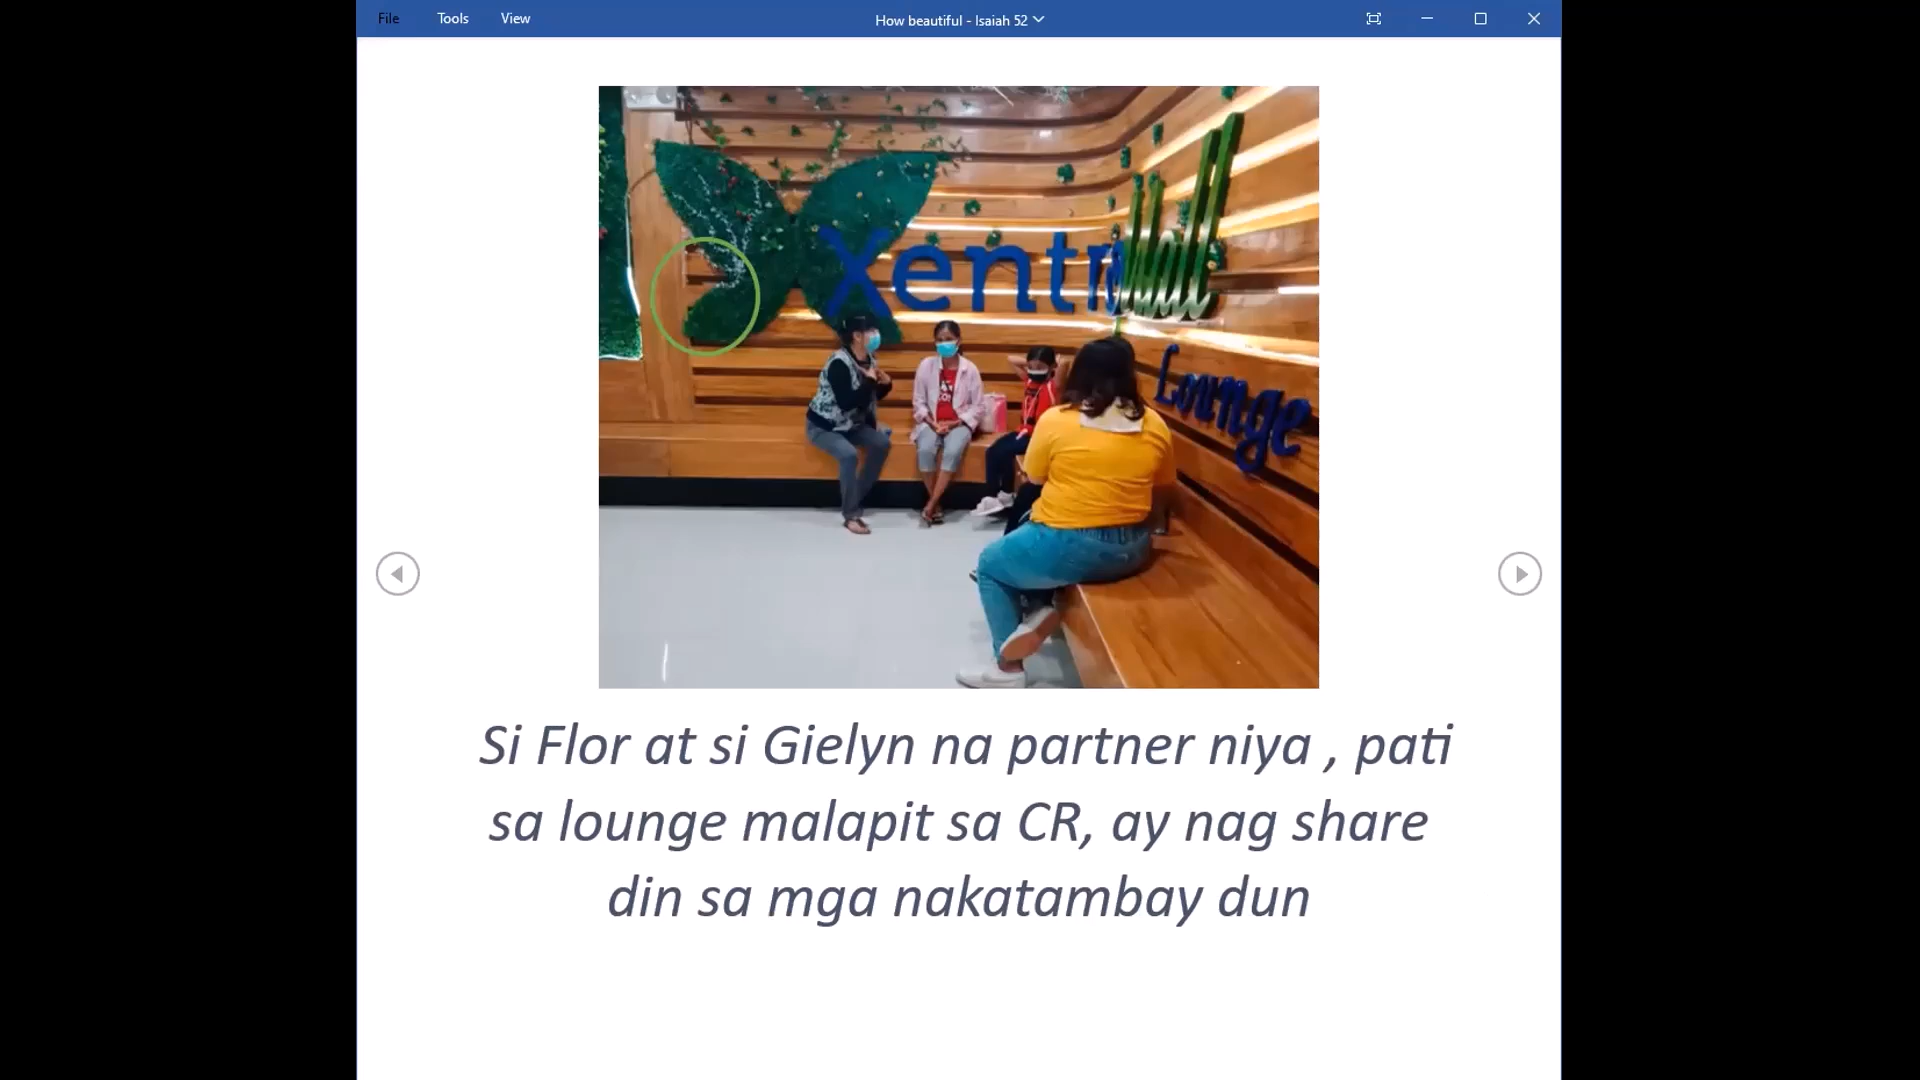 File Tools View How beautiful - Isaiah 52
XentroMall
Lounge
Si Flor at si Gielyn na partner niya , pati
sa lounge malapit sa CR, ay nag share
din sa mga nakatambay dun